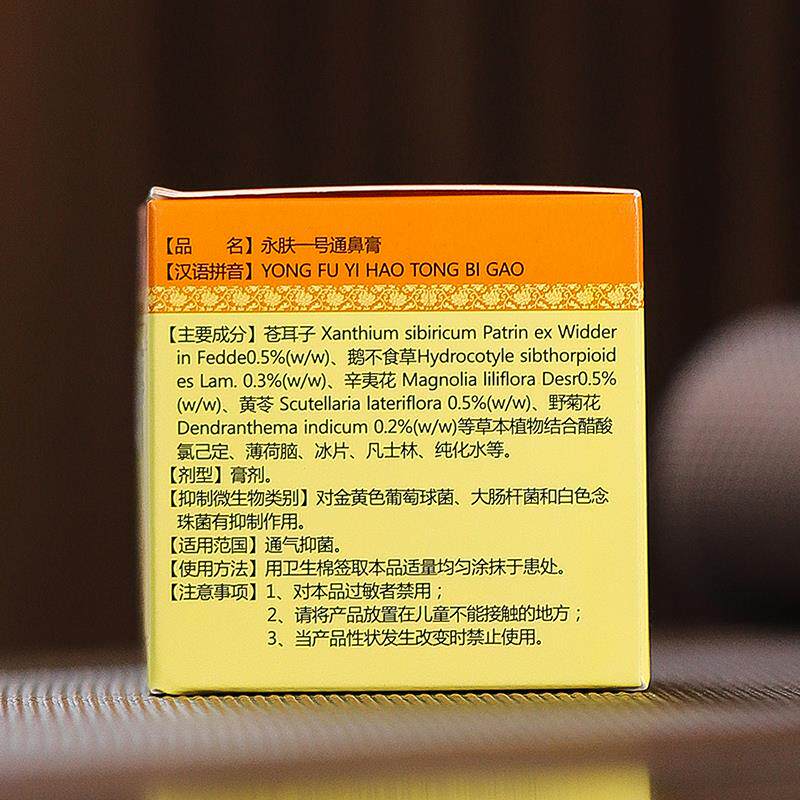 【品　　名】永肤一号通鼻膏
【汉语拼音】YONG FU YI HAO TONG BI GAO
【主要成分】苍耳子 Xanthium sibiricum Patrin ex Widder
in Fedde0.5%(w/w)、鹅不食草Hydrocotyle sibthorpioid
es Lam. 0.3%(w/w)、辛夷花 Magnolia liliflora Desr0.5%
(w/w)、黄芩 Scutellaria lateriflora 0.5%(w/w)、野菊花
Dendranthema indicum 0.2%(w/w)等草本植物结合醋酸
氯己定、薄荷脑、冰片、凡士林、纯化水等。
【剂型】膏剂。
【抑制微生物类别】对金黄色葡萄球菌、大肠杆菌和白色念
珠菌有抑制作用。
【适用范围】通气抑菌。
【使用方法】用卫生棉签取本品适量均匀涂抹于患处。
【注意事项】1、对本品过敏者禁用；
2、请将产品放置在儿童不能接触的地方；
3、当产品性状发生改变时禁止使用。